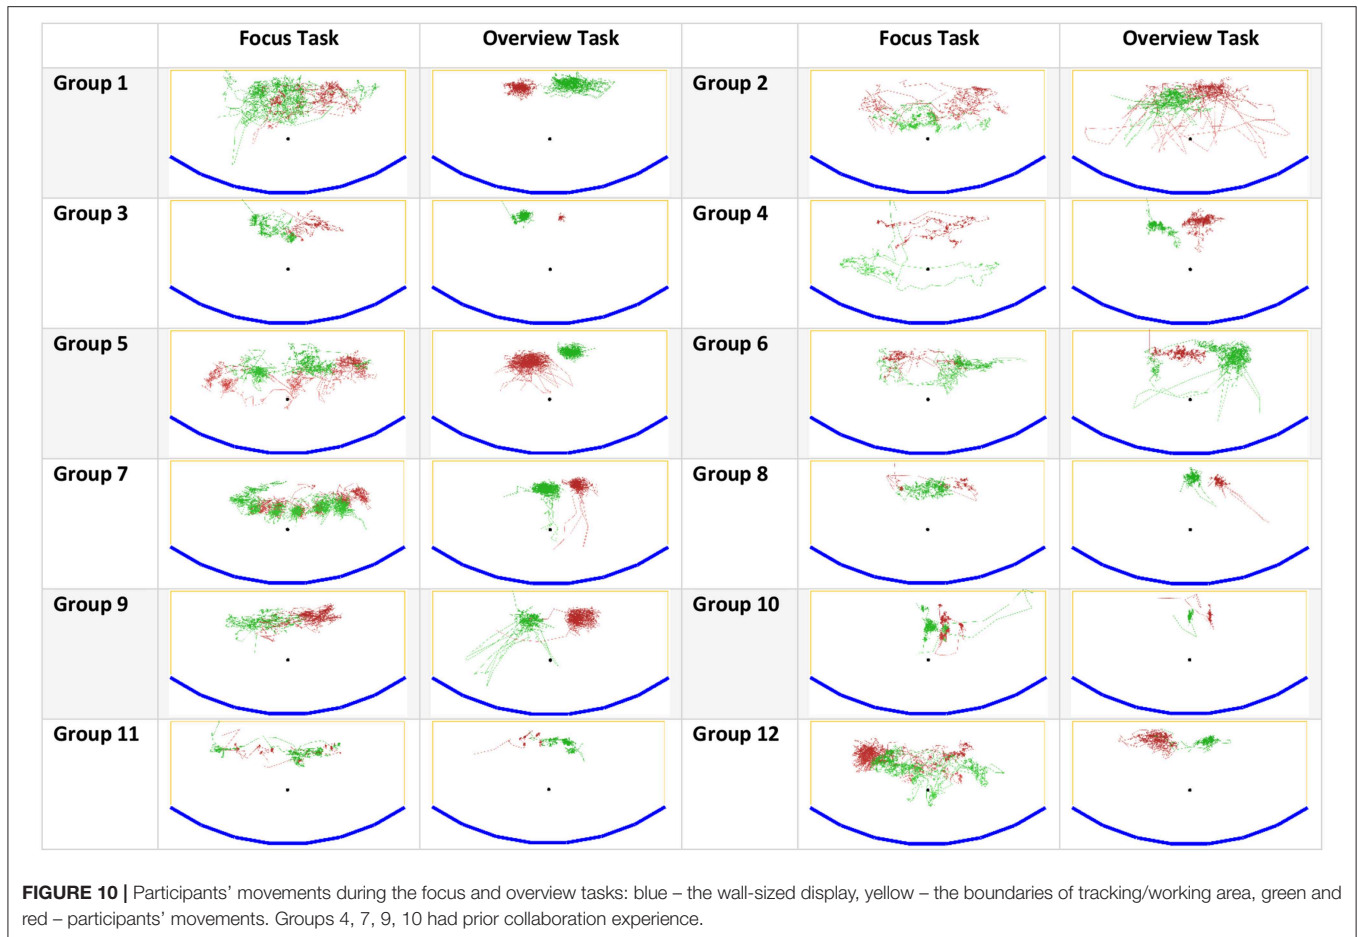 Focus Task Overview Task Focus Task Overview Task
Group 1 Group 2
Group 3 Group 4
Group 5 Group 6
Group 7 Group 8
Group 9 Group 10
Group 11 Group 12
FIGURE 10 | Participants’ movements during the focus and overview tasks: blue – the wall-sized display, yellow – the boundaries of tracking/working area, green and
red – participants’ movements. Groups 4, 7, 9, 10 had prior collaboration experience.